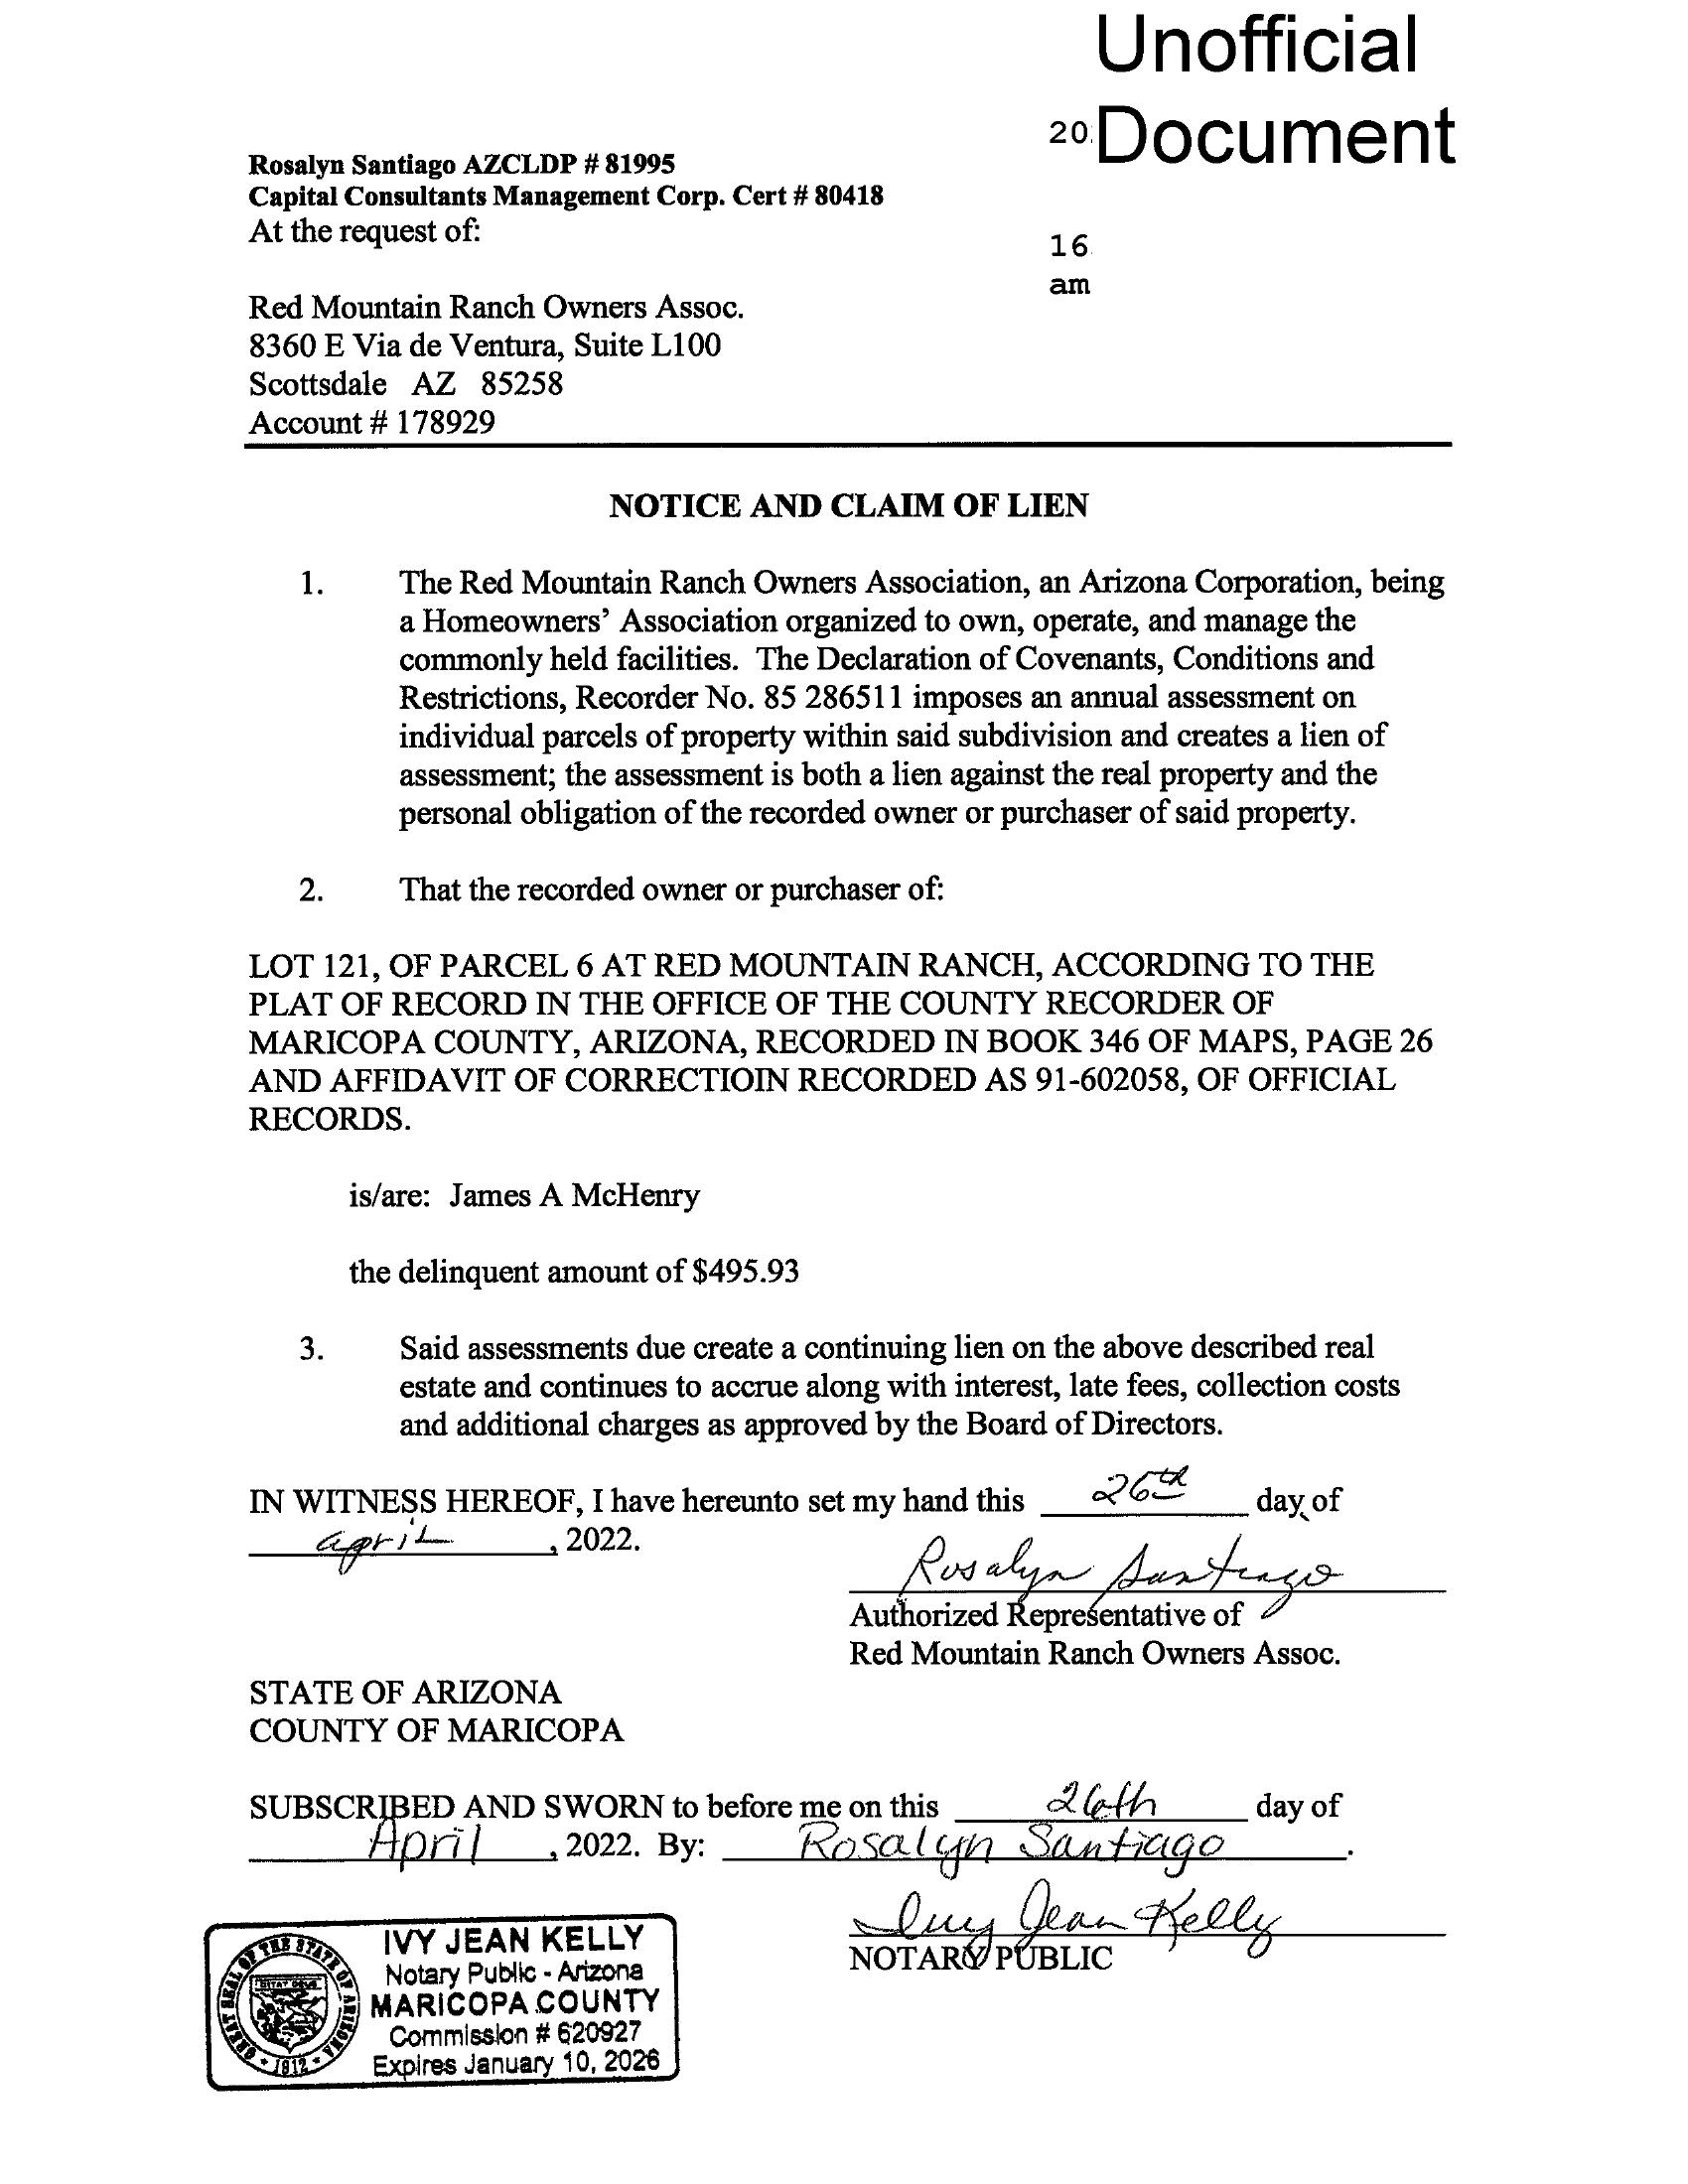 Unofficial
20 Document
Rosalyn Santiago AZCLDP # 81995
Capital Consultants Management Corp. Cert # 80418
At the request of:
16
am
Red Mountain Ranch Owners Assoc.
8360 E Via de Ventura, Suite L100
Scottsdale AZ 85258
Account # 178929
NOTICE AND CLAIM OF LIEN
1. The Red Mountain Ranch Owners Association, an Arizona Corporation, being
a Homeowners’ Association organized to own, operate, and manage the
commonly held facilities. The Declaration of Covenants, Conditions and
Restrictions, Recorder No. 85 286511 imposes an annual assessment on
individual parcels of property within said subdivision and creates a lien of
assessment; the assessment is both a lien against the real property and the
personal obligation of the recorded owner or purchaser of said property.
2. That the recorded owner or purchaser of:
LOT 121, OF PARCEL 6 AT RED MOUNTAIN RANCH, ACCORDING TO THE
PLAT OF RECORD IN THE OFFICE OF THE COUNTY RECORDER OF
MARICOPA COUNTY, ARIZONA, RECORDED IN BOOK 346 OF MAPS, PAGE 26
AND AFFIDAVIT OF CORRECTIOIN RECORDED AS 91-602058, OF OFFICIAL
RECORDS.
is/are: James A McHenry
the delinquent amount of $495.93
3. Said assessments due create a continuing lien on the above described real
estate and continues to accrue along with interest, late fees, collection costs
and additional charges as approved by the Board of Directors.
IN WITNESS HEREOF, I have hereunto set my hand this 26th day of
april, 2022.
Rosalyn Santiago
Authorized Representative of
Red Mountain Ranch Owners Assoc.
STATE OF ARIZONA
COUNTY OF MARICOPA
SUBSCRIBED AND SWORN to before me on this 26th day of
April, 2022. By: Rosalyn Santiago.
Ivy Jean Kelly
NOTARY PUBLIC
IVY JEAN KELLY
Notary Public - Arizona
MARICOPA COUNTY
Commission # 620927
Expires January 10, 2026
GREAT SEAL OF THE STATE OF ARIZONA
1912